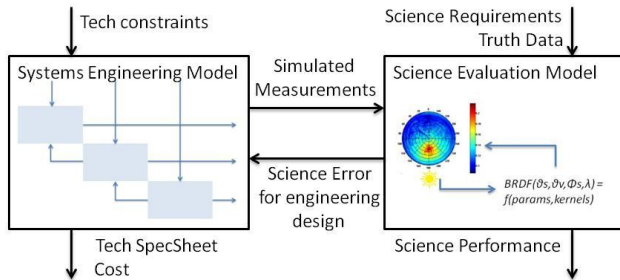 Tech constraints
Science Requirements
Truth Data
Systems Engineering Model
Simulated
Measurements
Science Evaluation Model
Science Error
for engineering
design
BRDF(ϑs,ϑv,Φs,λ) =
f(params,kernels)
Tech SpecSheet
Cost
Science Performance